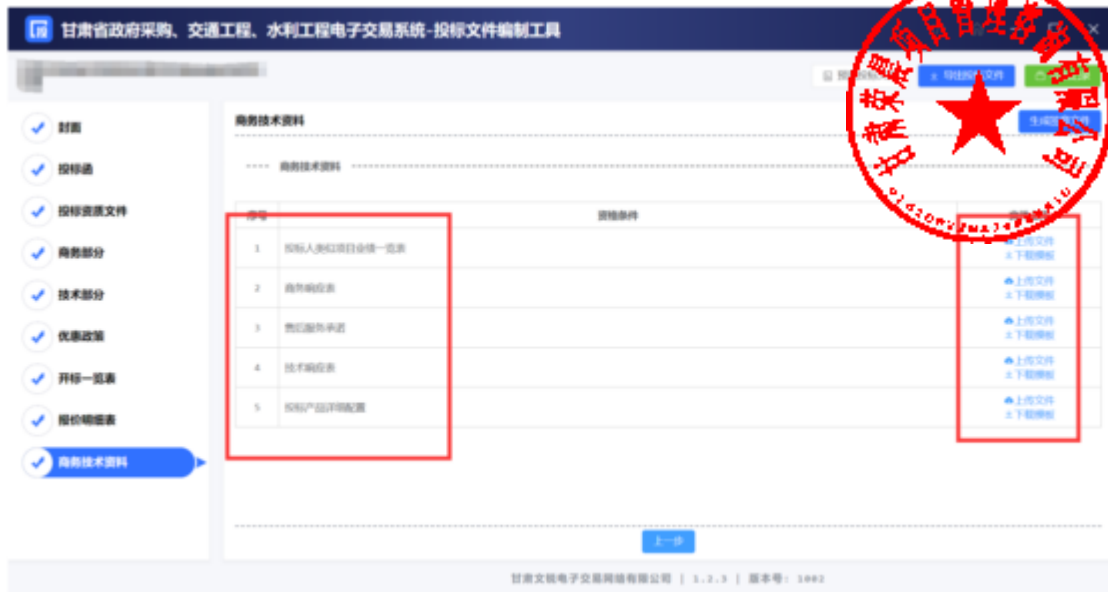 甘肃省政府采购、交通工程、水利工程电子交易系统-投标文件编制工具
导出投标文件
封面
投标函
投标资质文件
商务部分
技术部分
优惠政策
开标一览表
报价明细表
商务技术资料
商务技术资料
商务技术资料
序号 资格条件
1 投标人类似项目业绩一览表 上传文件
下载模板
2 商务响应表 上传文件
下载模板
3 售后服务承诺 上传文件
下载模板
4 技术响应表 上传文件
下载模板
5 投标产品详细配置 上传文件
下载模板
上一步
甘肃文锐电子交易网络有限公司 | 1.2.3 | 版本号: 1002